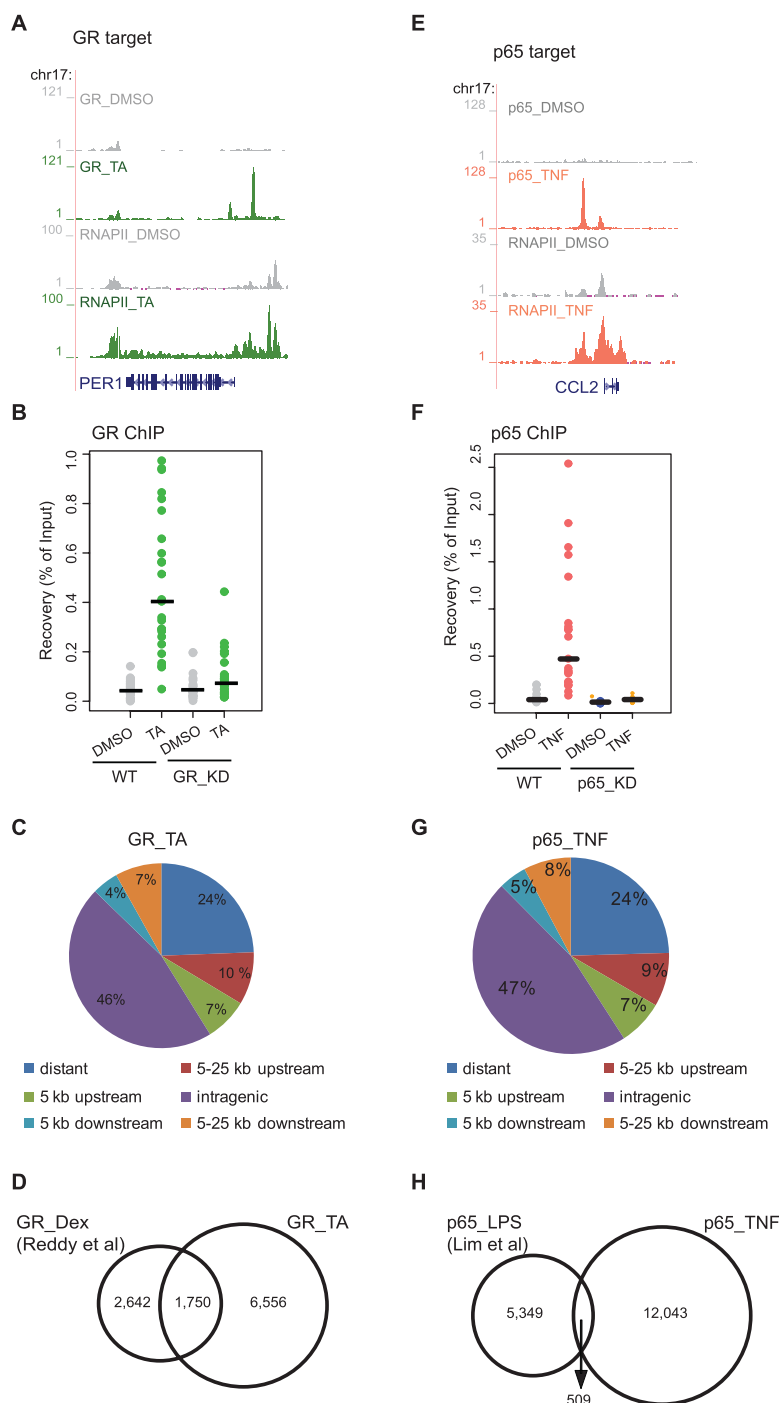 A
GR target
chr17:
121
GR_DMSO
1
121
GR_TA
1
100
RNAPII_DMSO
1
100
RNAPII_TA
1
PER1
B
GR ChIP
Recovery (% of Input)
1.0
0.8
0.6
0.4
0.2
0.0
DMSO
TA
DMSO
TA
WT
GR_KD
C
GR_TA
7%
4%
24%
10 %
46%
7%
distant
5-25 kb upstream
5 kb upstream
intragenic
5 kb downstream
5-25 kb downstream
D
GR_Dex
(Reddy et al)
GR_TA
2,642
1,750
6,556
E
p65 target
chr17:
128
p65_DMSO
1
128
p65_TNF
1
35
RNAPII_DMSO
1
35
RNAPII_TNF
1
CCL2
F
p65 ChIP
Recovery (% of Input)
2.5
2.0
1.5
1.0
0.5
0.0
DMSO
TNF
DMSO
TNF
WT
p65_KD
G
p65_TNF
8%
5%
24%
9%
47%
7%
distant
5-25 kb upstream
5 kb upstream
intragenic
5 kb downstream
5-25 kb downstream
H
p65_LPS
(Lim et al)
p65_TNF
5,349
12,043
509